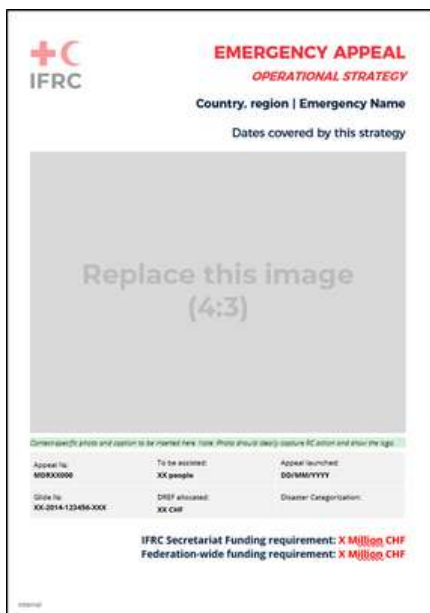 IFRC
EMERGENCY APPEAL
OPERATIONAL STRATEGY
Country, region | Emergency Name
Dates covered by this strategy
Replace this image
(4:3)
Context-specific photo and caption to be inserted here. Note: Photo should clearly capture RC action and show the logo.
Appeal №:
MDRXX000
To be assisted:
XX people
Appeal launched:
DD/MM/YYYY
Glide №:
XX-2014-123456-XXX
DREF allocated:
XX CHF
Disaster Categorization:
IFRC Secretariat Funding requirement: X Million CHF
Federation-wide funding requirement: X Million CHF
Internal